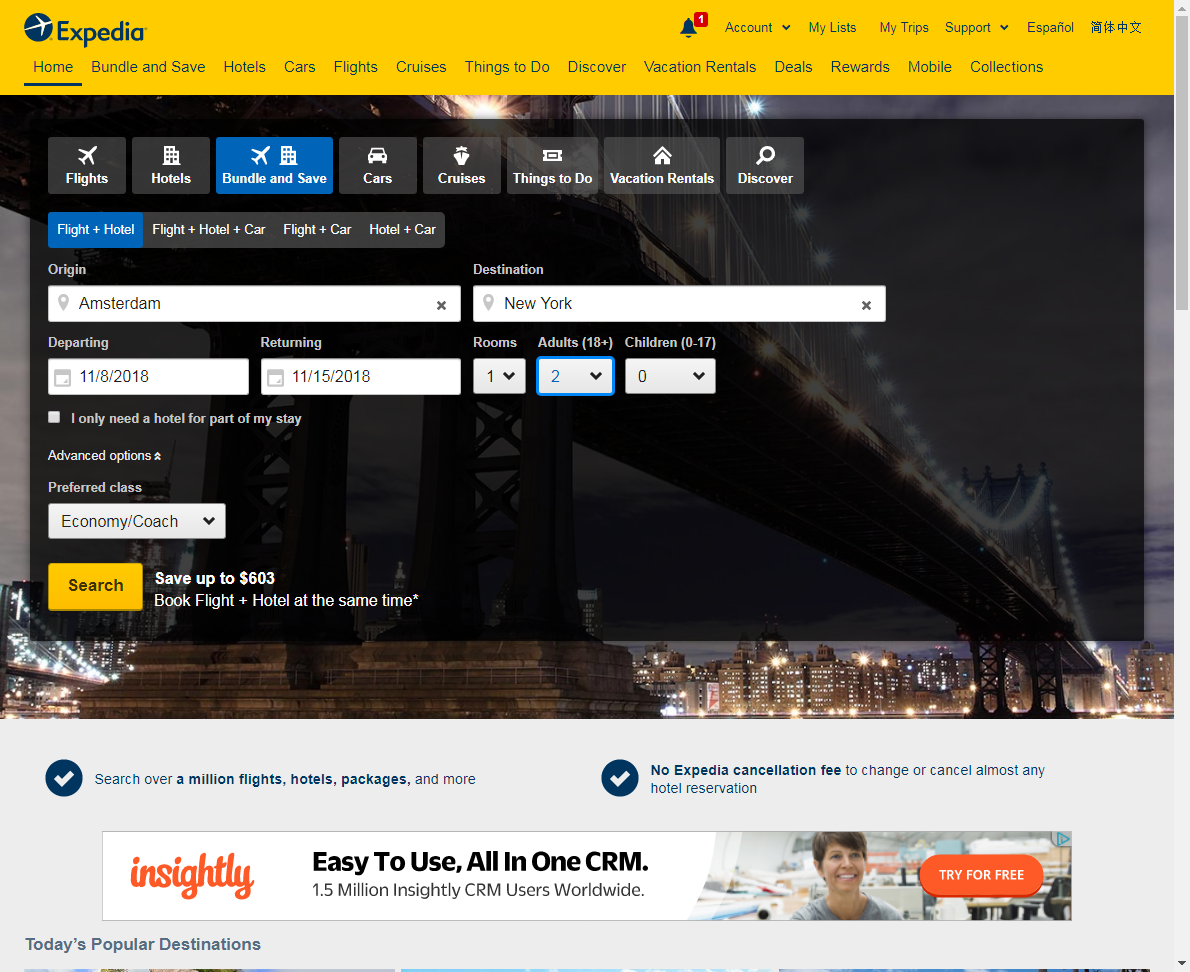 Expedia
1
Account
My Lists
My Trips
Support
Español
简体中文
Home
Bundle and Save
Hotels
Cars
Flights
Cruises
Things to Do
Discover
Vacation Rentals
Deals
Rewards
Mobile
Collections
Flights
Hotels
Bundle and Save
Cars
Cruises
Things to Do
Vacation Rentals
Discover
Flight + Hotel
Flight + Hotel + Car
Flight + Car
Hotel + Car
Origin
Destination
Amsterdam
New York
Departing
Returning
Rooms
Adults (18+)
Children (0-17)
11/8/2018
11/15/2018
1
2
0
I only need a hotel for part of my stay
Advanced options
Preferred class
Economy/Coach
Search
Save up to $603
Book Flight + Hotel at the same time*
Search over a million flights, hotels, packages, and more
No Expedia cancellation fee to change or cancel almost any
hotel reservation
insightly
Easy To Use, All In One CRM.
1.5 Million Insightly CRM Users Worldwide.
TRY FOR FREE
Today’s Popular Destinations